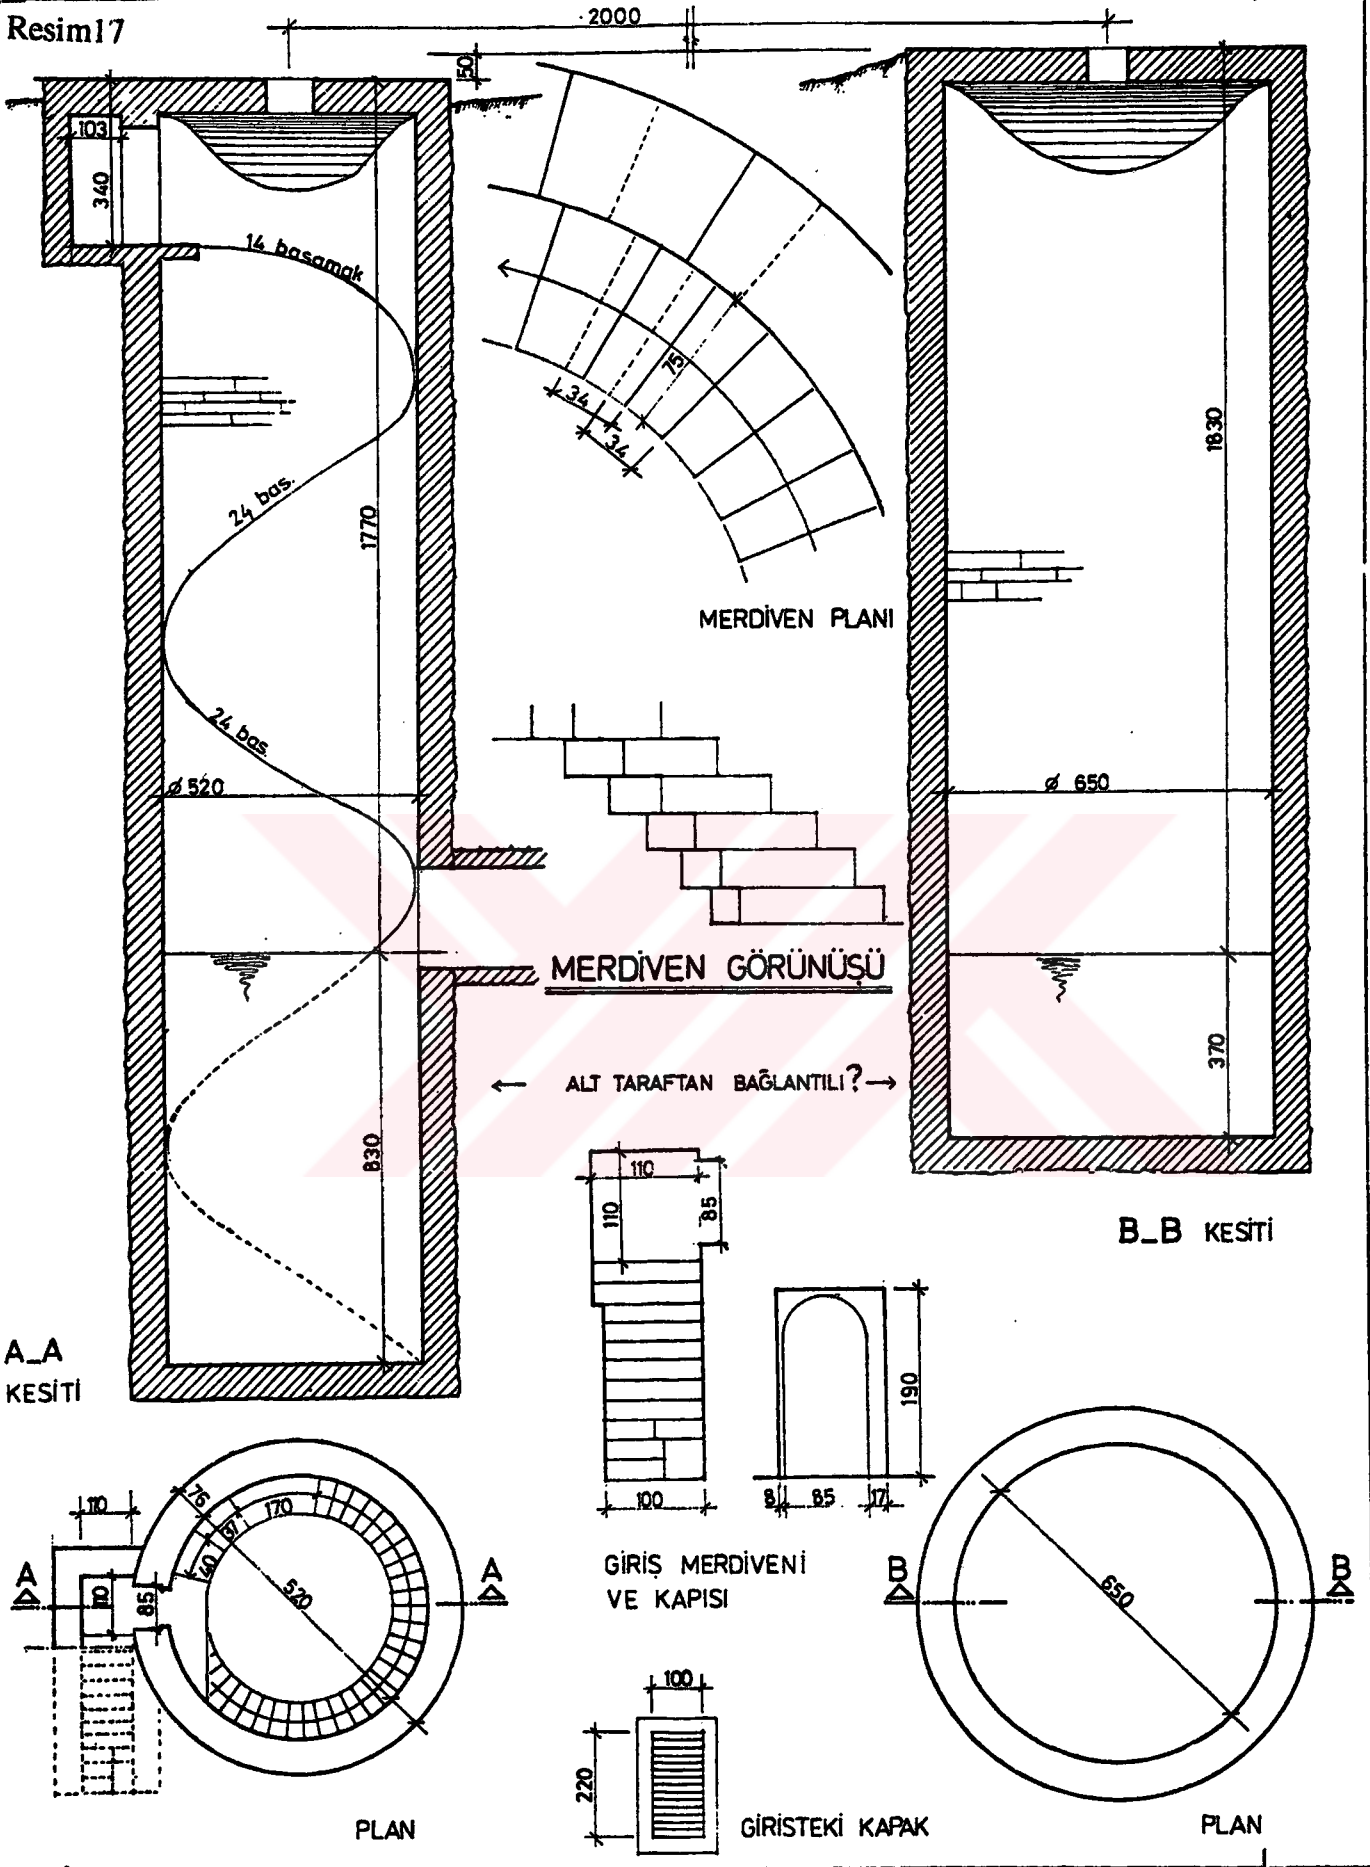 Resim17
2000
50
103
340
14 basamak
75
34
34
1830
24 bas.
1770
MERDİVEN PLANI
24 bas.
Ø 520
Ø 650
MERDİVEN GÖRÜNÜŞÜ
ALT TARAFTAN BAĞLANTILI?
370
830
110
110
85
B_B KESİTİ
A_A
KESİTİ
190
100
8 85 17
GİRİŞ MERDİVENİ
VE KAPISI
110
76
170
37
40
520
A
A
110
85
B
B
650
100
220
GİRİSTEKİ KAPAK
PLAN
PLAN